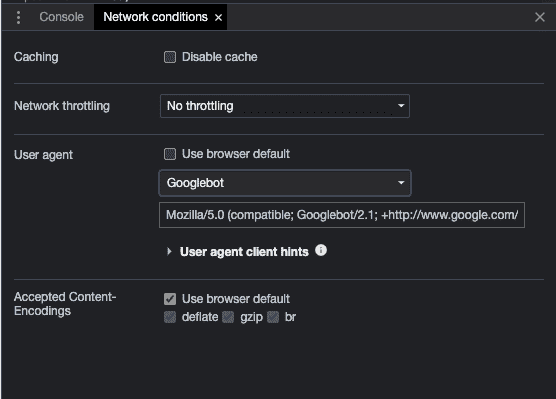 Console
Network conditions
Caching
Disable cache
Network throttling
No throttling
User agent
Use browser default
Googlebot
Mozilla/5.0 (compatible; Googlebot/2.1; +http://www.google.com/
User agent client hints
Accepted Content-
Encodings
Use browser default
deflate gzip br